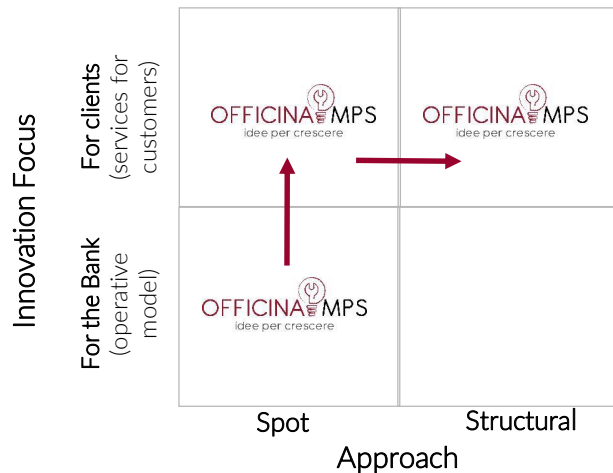 Innovation Focus
For clients
(services for
customers)
OFFICINA MPS
idee per crescere
OFFICINA MPS
idee per crescere
For the Bank
(operative
model)
OFFICINA MPS
idee per crescere
Spot
Structural
Approach